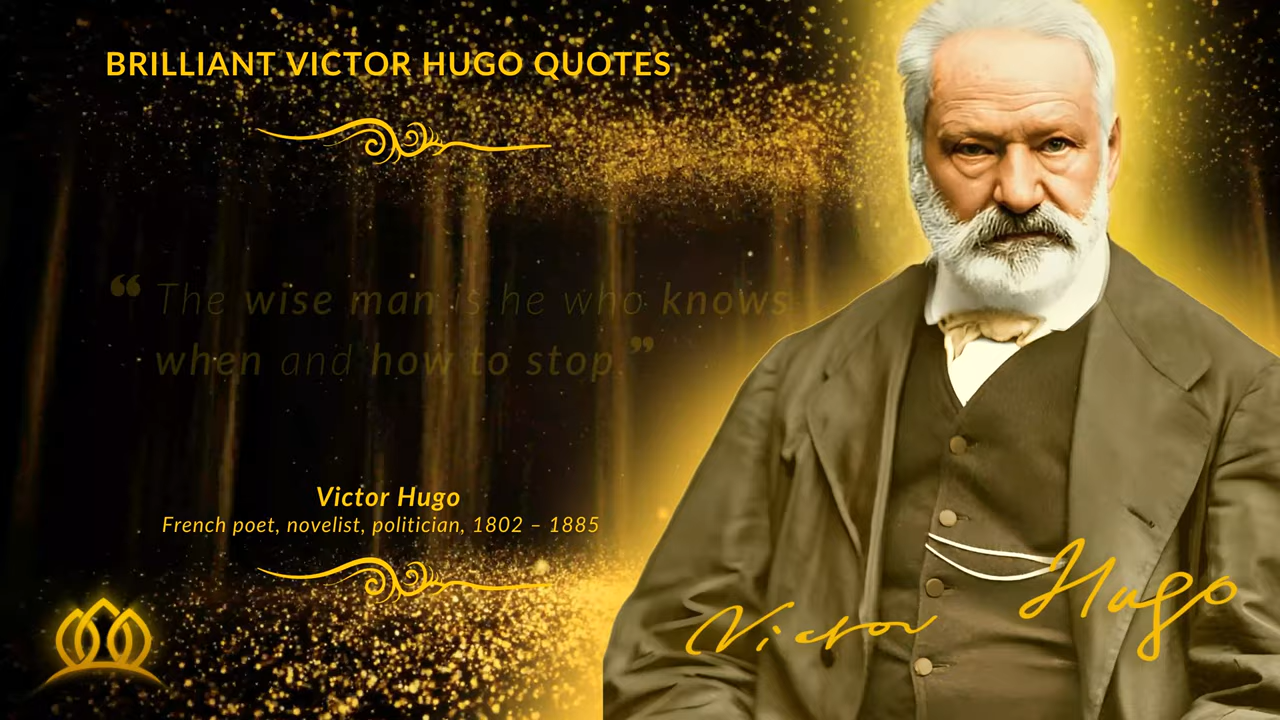 BRILLIANT VICTOR HUGO QUOTES
“ The wise man is he who knows
when and how to stop. ”
Victor Hugo
French poet, novelist, politician, 1802 – 1885
Victor Hugo